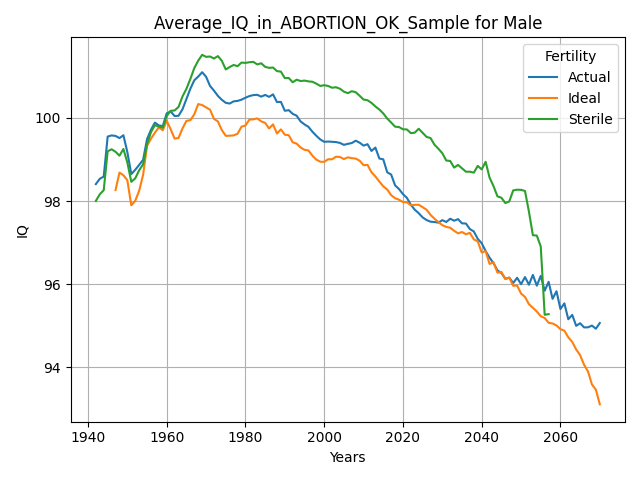 Average_IQ_in_ABORTION_OK_Sample for Male
Fertility
Actual
Ideal
Sterile
IQ
100
98
96
94
1940 1960 1980 2000 2020 2040 2060
Years